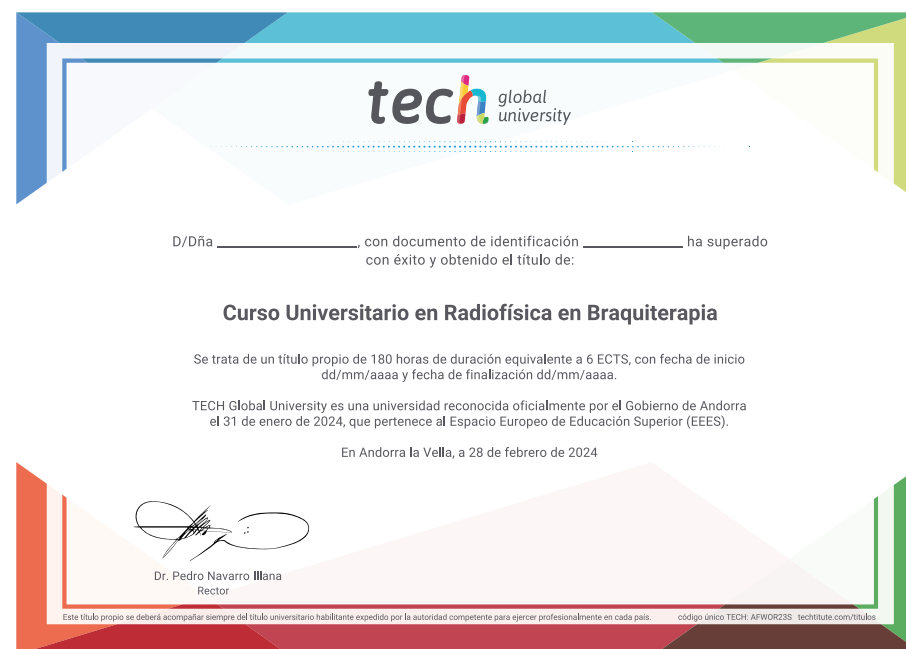 tech global university
D/Dña ____________________, con documento de identificación ______________ ha superado
con éxito y obtenido el título de:
Curso Universitario en Radiofísica en Braquiterapia
Se trata de un título propio de 180 horas de duración equivalente a 6 ECTS, con fecha de inicio
dd/mm/aaaa y fecha de finalización dd/mm/aaaa.
TECH Global University es una universidad reconocida oficialmente por el Gobierno de Andorra
el 31 de enero de 2024, que pertenece al Espacio Europeo de Educación Superior (EEES).
En Andorra la Vella, a 28 de febrero de 2024
Dr. Pedro Navarro Illana
Rector
Este título propio se deberá acompañar siempre del título universitario habilitante expedido por la autoridad competente para ejercer profesionalmente en cada país. código único TECH: AFWOR23S techtitute.com/titulos